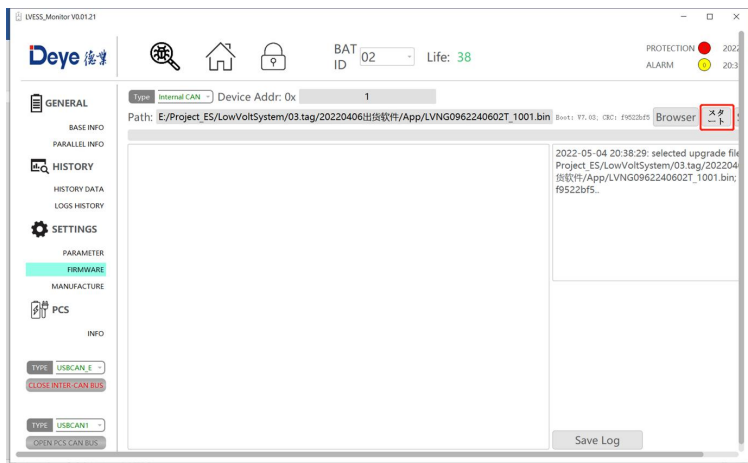 LVESS_Monitor V0.01.21
Deye 德业
BAT ID 02 Life: 38
PROTECTION 2022
ALARM 0 20:3
GENERAL
BASE INFO
PARALLEL INFO
HISTORY
HISTORY DATA
LOGS HISTORY
SETTINGS
PARAMETER
FIRMWARE
MANUFACTURE
PCS
INFO
TYPE USBCAN_E
CLOSE INTER-CAN BUS
TYPE USBCAN1
OPEN PCS CAN BUS
Type Internal CAN Device Addr: 0x 1
Path: E:/Project_ES/LowVoltSystem/03.tag/20220406出货软件/App/LVNG0962240602T_1001.bin Boot: V7.03, CRC: f9522bf5 Browser スタート
2022-05-04 20:38:29: selected upgrade file
Project_ES/LowVoltSystem/03.tag/202204
货软件/App/LVNG0962240602T_1001.bin;
f9522bf5..
Save Log